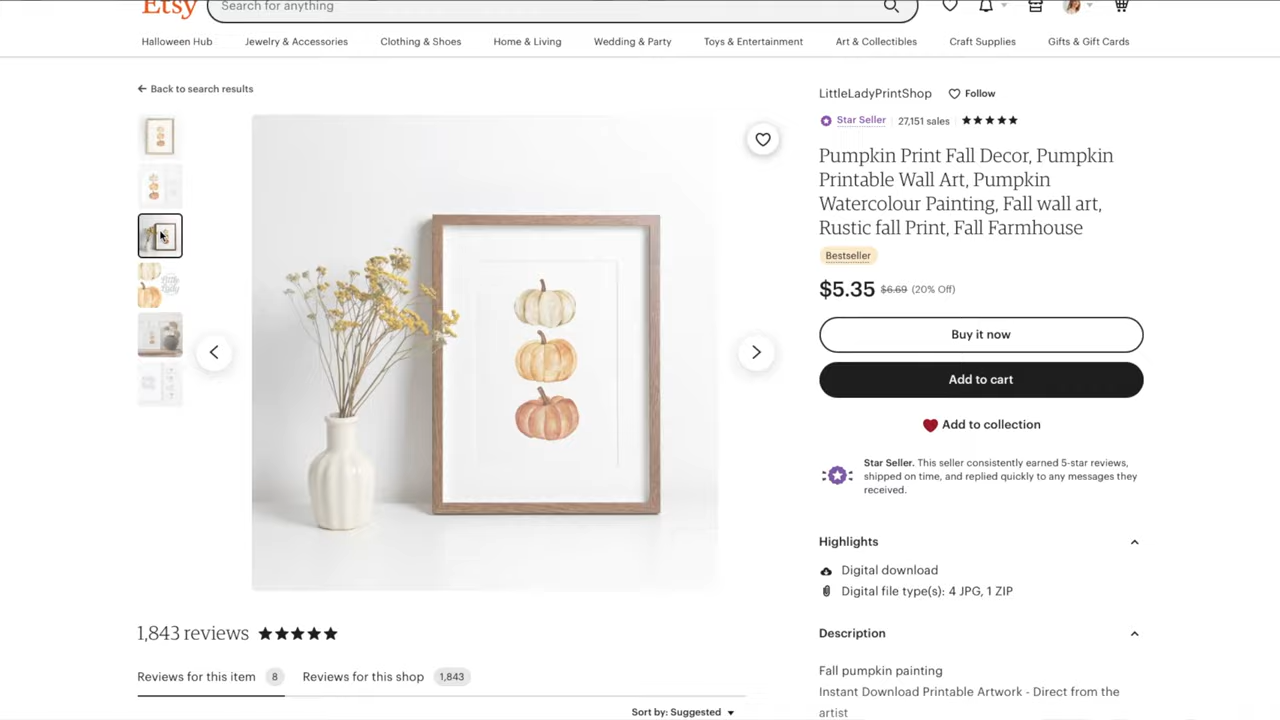 Etsy
Search for anything
Halloween Hub
Jewelry & Accessories
Clothing & Shoes
Home & Living
Wedding & Party
Toys & Entertainment
Art & Collectibles
Craft Supplies
Gifts & Gift Cards
Back to search results
LittleLadyPrintShop
Follow
Star Seller
27,151 sales
Pumpkin Print Fall Decor, Pumpkin
Printable Wall Art, Pumpkin
Watercolour Painting, Fall wall art,
Rustic fall Print, Fall Farmhouse
Bestseller
$5.35 $6.69 (20% Off)
Buy it now
Add to cart
Add to collection
Star Seller. This seller consistently earned 5-star reviews,
shipped on time, and replied quickly to any messages they
received.
Highlights
Digital download
Digital file type(s): 4 JPG, 1 ZIP
Description
Fall pumpkin painting
Instant Download Printable Artwork - Direct from the
artist
1,843 reviews
Reviews for this item 8
Reviews for this shop 1,843
Sort by: Suggested